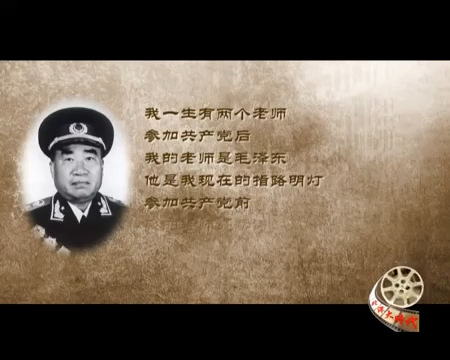 我一生有两个老师
参加共产党后
我的老师是毛泽东
他是我现在的指路明灯
参加共产党前